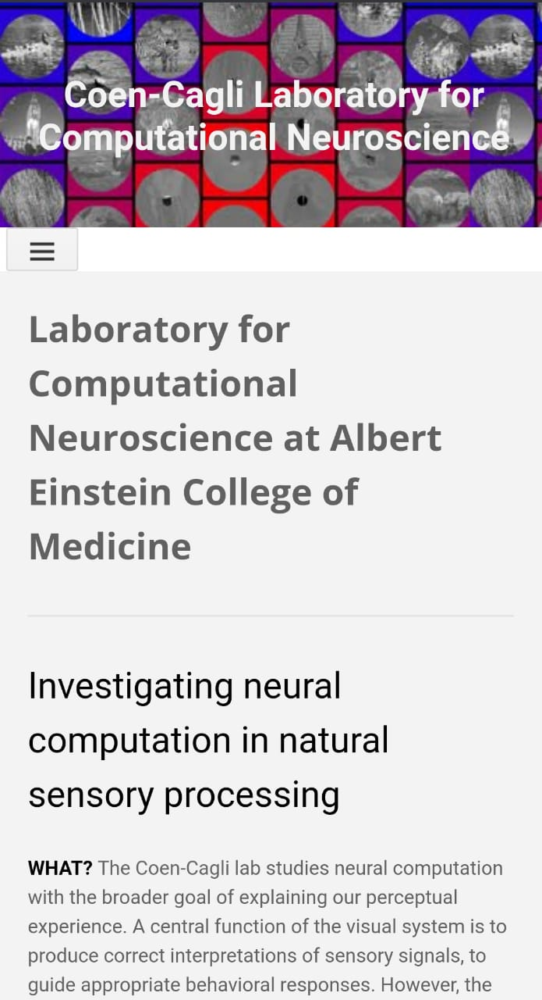 Coen-Cagli Laboratory for
Computational Neuroscience
Laboratory for
Computational
Neuroscience at Albert
Einstein College of
Medicine
Investigating neural
computation in natural
sensory processing
WHAT? The Coen-Cagli lab studies neural computation
with the broader goal of explaining our perceptual
experience. A central function of the visual system is to
produce correct interpretations of sensory signals, to
guide appropriate behavioral responses. However, the